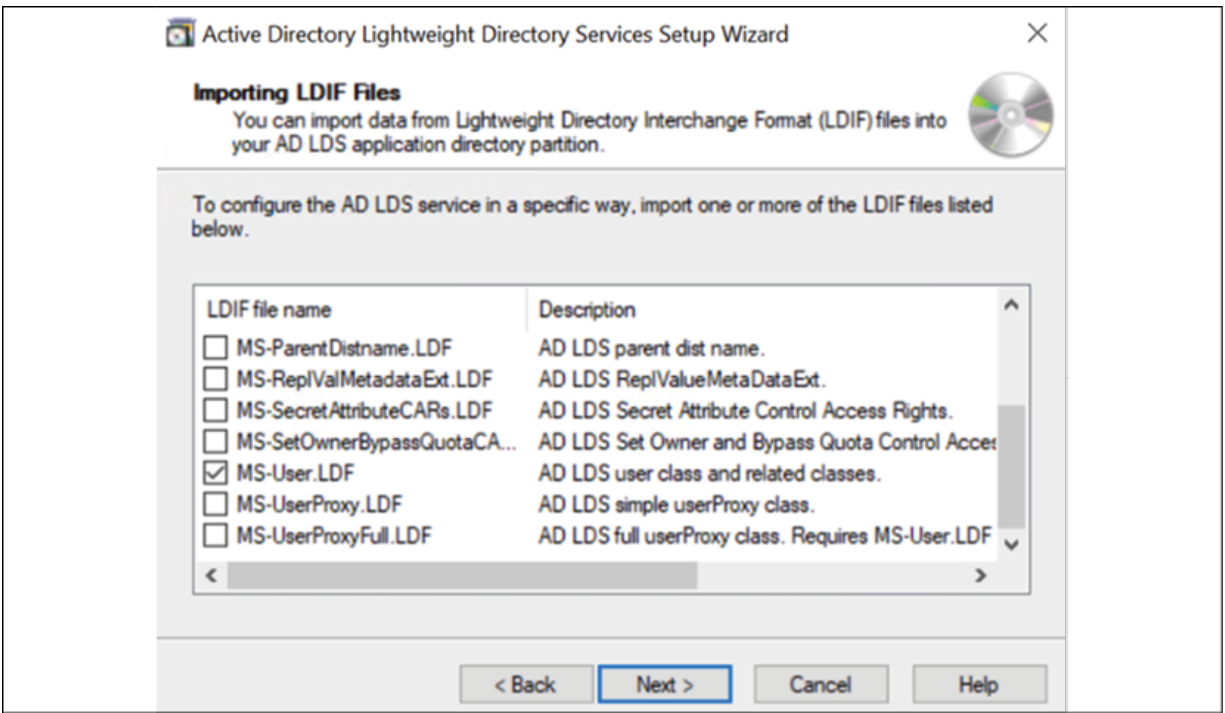 Active Directory Lightweight Directory Services Setup Wizard
Importing LDIF Files
You can import data from Lightweight Directory Interchange Format (LDIF) files into
your AD LDS application directory partition.
To configure the AD LDS service in a specific way, import one or more of the LDIF files listed
below.
LDIF file name Description
MS-ParentDistname.LDF AD LDS parent dist name.
MS-ReplValMetadataExt.LDF AD LDS ReplValueMetaDataExt.
MS-SecretAttributeCARs.LDF AD LDS Secret Attribute Control Access Rights.
MS-SetOwnerBypassQuotaCA... AD LDS Set Owner and Bypass Quota Control Acces
MS-User.LDF AD LDS user class and related classes.
MS-UserProxy.LDF AD LDS simple userProxy class.
MS-UserProxyFull.LDF AD LDS full userProxy class. Requires MS-User.LDF
< Back Next > Cancel Help